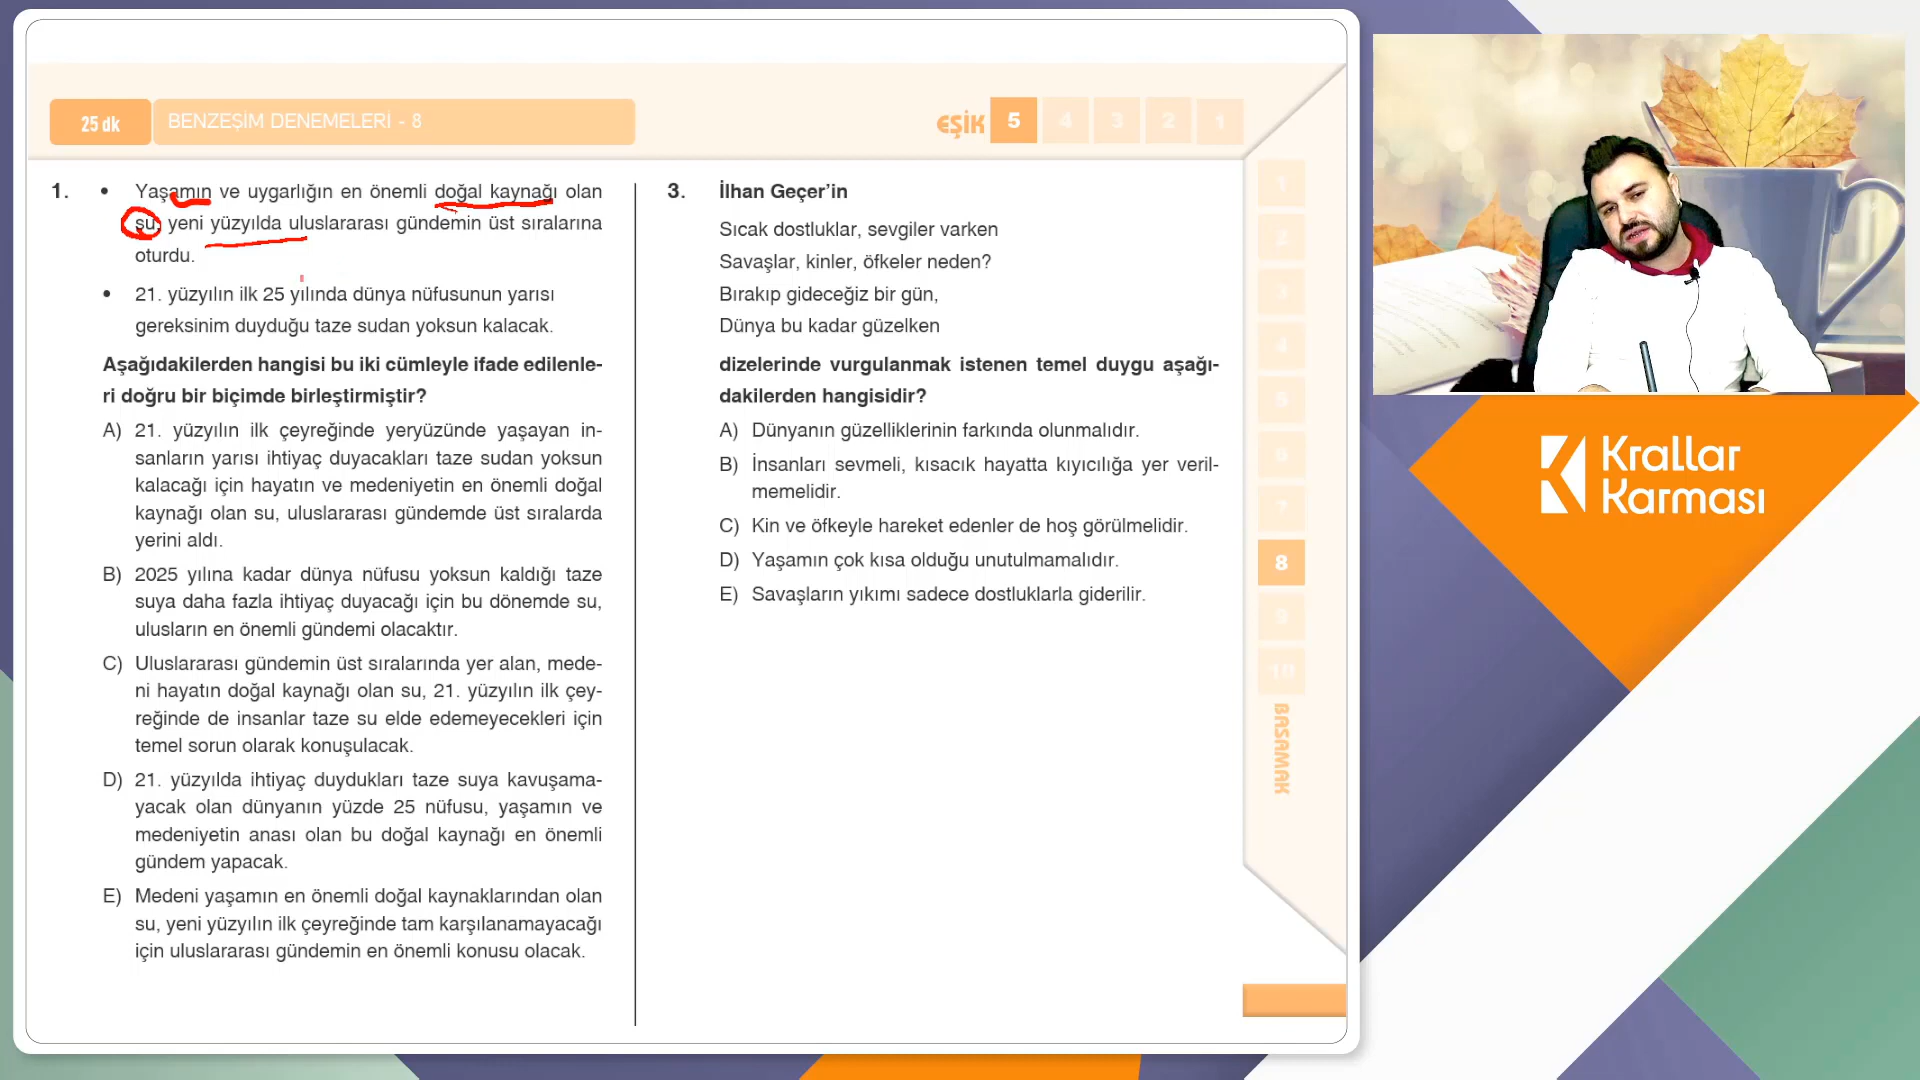 25 dk
BENZEŞİM DENEMELERİ - 8
EŞİK 5 4 3 2 1
1. • Yaşamın ve uygarlığın en önemli doğal kaynağı olan
su, yeni yüzyılda uluslararası gündemin üst sıralarına
oturdu.
• 21. yüzyılın ilk 25 yılında dünya nüfusunun yarısı
gereksinim duyduğu taze sudan yoksun kalacak.
Aşağıdakilerden hangisi bu iki cümleyle ifade edilenle-
ri doğru bir biçimde birleştirmiştir?
A) 21. yüzyılın ilk çeyreğinde yeryüzünde yaşayan in-
sanların yarısı ihtiyaç duyacakları taze sudan yoksun
kalacağı için hayatın ve medeniyetin en önemli doğal
kaynağı olan su, uluslararası gündemde üst sıralarda
yerini aldı.
B) 2025 yılına kadar dünya nüfusu yoksun kaldığı taze
suya daha fazla ihtiyaç duyacağı için bu dönemde su,
ulusların en önemli gündemi olacaktır.
C) Uluslararası gündemin üst sıralarında yer alan, mede-
ni hayatın doğal kaynağı olan su, 21. yüzyılın ilk çey-
reğinde de insanlar taze su elde edemeyecekleri için
temel sorun olarak konuşulacak.
D) 21. yüzyılda ihtiyaç duydukları taze suya kavuşama-
yacak olan dünyanın yüzde 25 nüfusu, yaşamın ve
medeniyetin anası olan bu doğal kaynağı en önemli
gündem yapacak.
E) Medeni yaşamın en önemli doğal kaynaklarından olan
su, yeni yüzyılın ilk çeyreğinde tam karşılanamayacağı
için uluslararası gündemin en önemli konusu olacak.
3. İlhan Geçer’in
Sıcak dostluklar, sevgiler varken
Savaşlar, kinler, öfkeler neden?
Bırakıp gideceğiz bir gün,
Dünya bu kadar güzelken
dizelerinde vurgulanmak istenen temel duygu aşağı-
dakilerden hangisidir?
A) Dünyanın güzelliklerinin farkında olunmalıdır.
B) İnsanları sevmeli, kısacık hayatta kıyıcılığa yer veril-
memelidir.
C) Kin ve öfkeyle hareket edenler de hoş görülmelidir.
D) Yaşamın çok kısa olduğu unutulmamalıdır.
E) Savaşların yıkımı sadece dostluklarla giderilir.
1
2
3
4
5
6
7
8
9
10
BASAMAK
Krallar
Karması